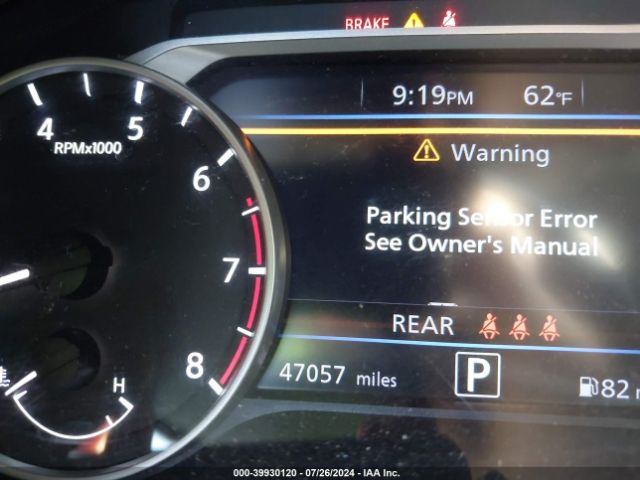 BRAKE
9:19PM 62°F
4 5
RPMx1000
Warning
6
Parking Sensor Error
See Owner's Manual
7
REAR
8
H
47057 miles P 82
000-39930120 - 07/26/2024 - IAA Inc.